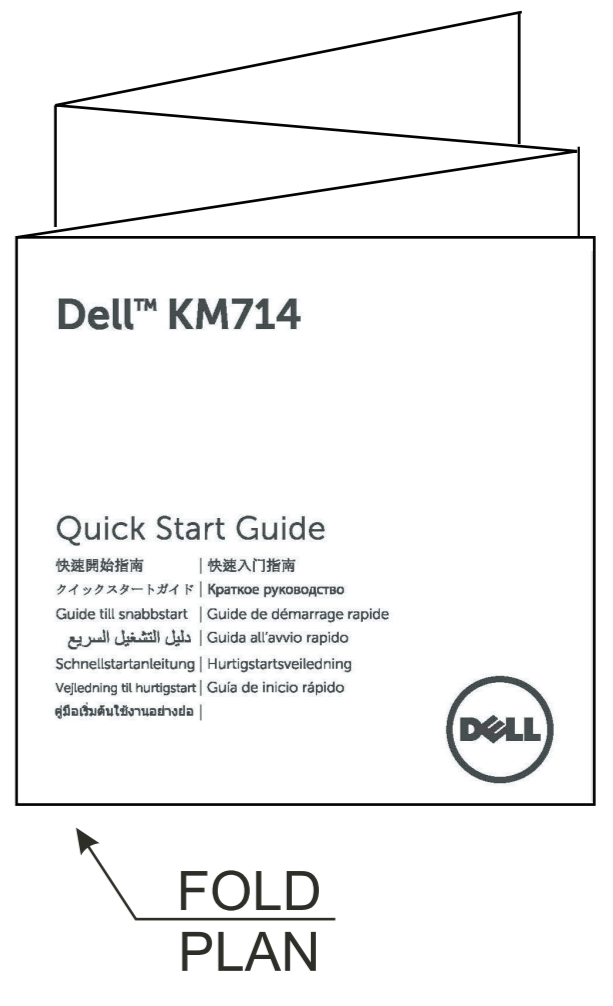 Dell™ KM714
Quick Start Guide
快速開始指南 | 快速入门指南
クイックスタートガイド | Краткое руководство
Guide till snabbstart | Guide de démarrage rapide
دليل التشغيل السريع | Guida all'avvio rapido
Schnellstartanleitung | Hurtigstartsveiledning
Vejledning til hurtigstart | Guía de inicio rápido
คู่มือเริ่มต้นใช้งานอย่างย่อ |
DELL
FOLD
PLAN